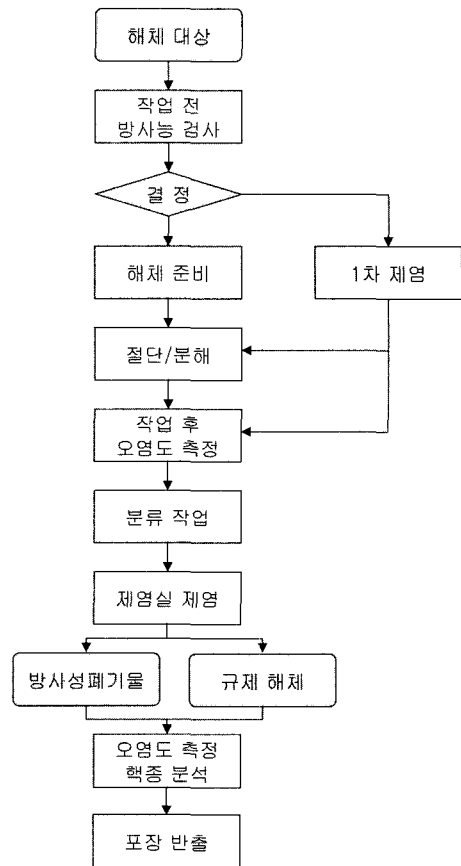 해체 대상
작업 전
방사능 검사
결 정
해체 준비
1차 제염
절단/분해
작업 후
오염도 측정
분류 작업
제염실 제염
방사성폐기물
규제 해체
오염도 측정
핵종 분석
포장 반출